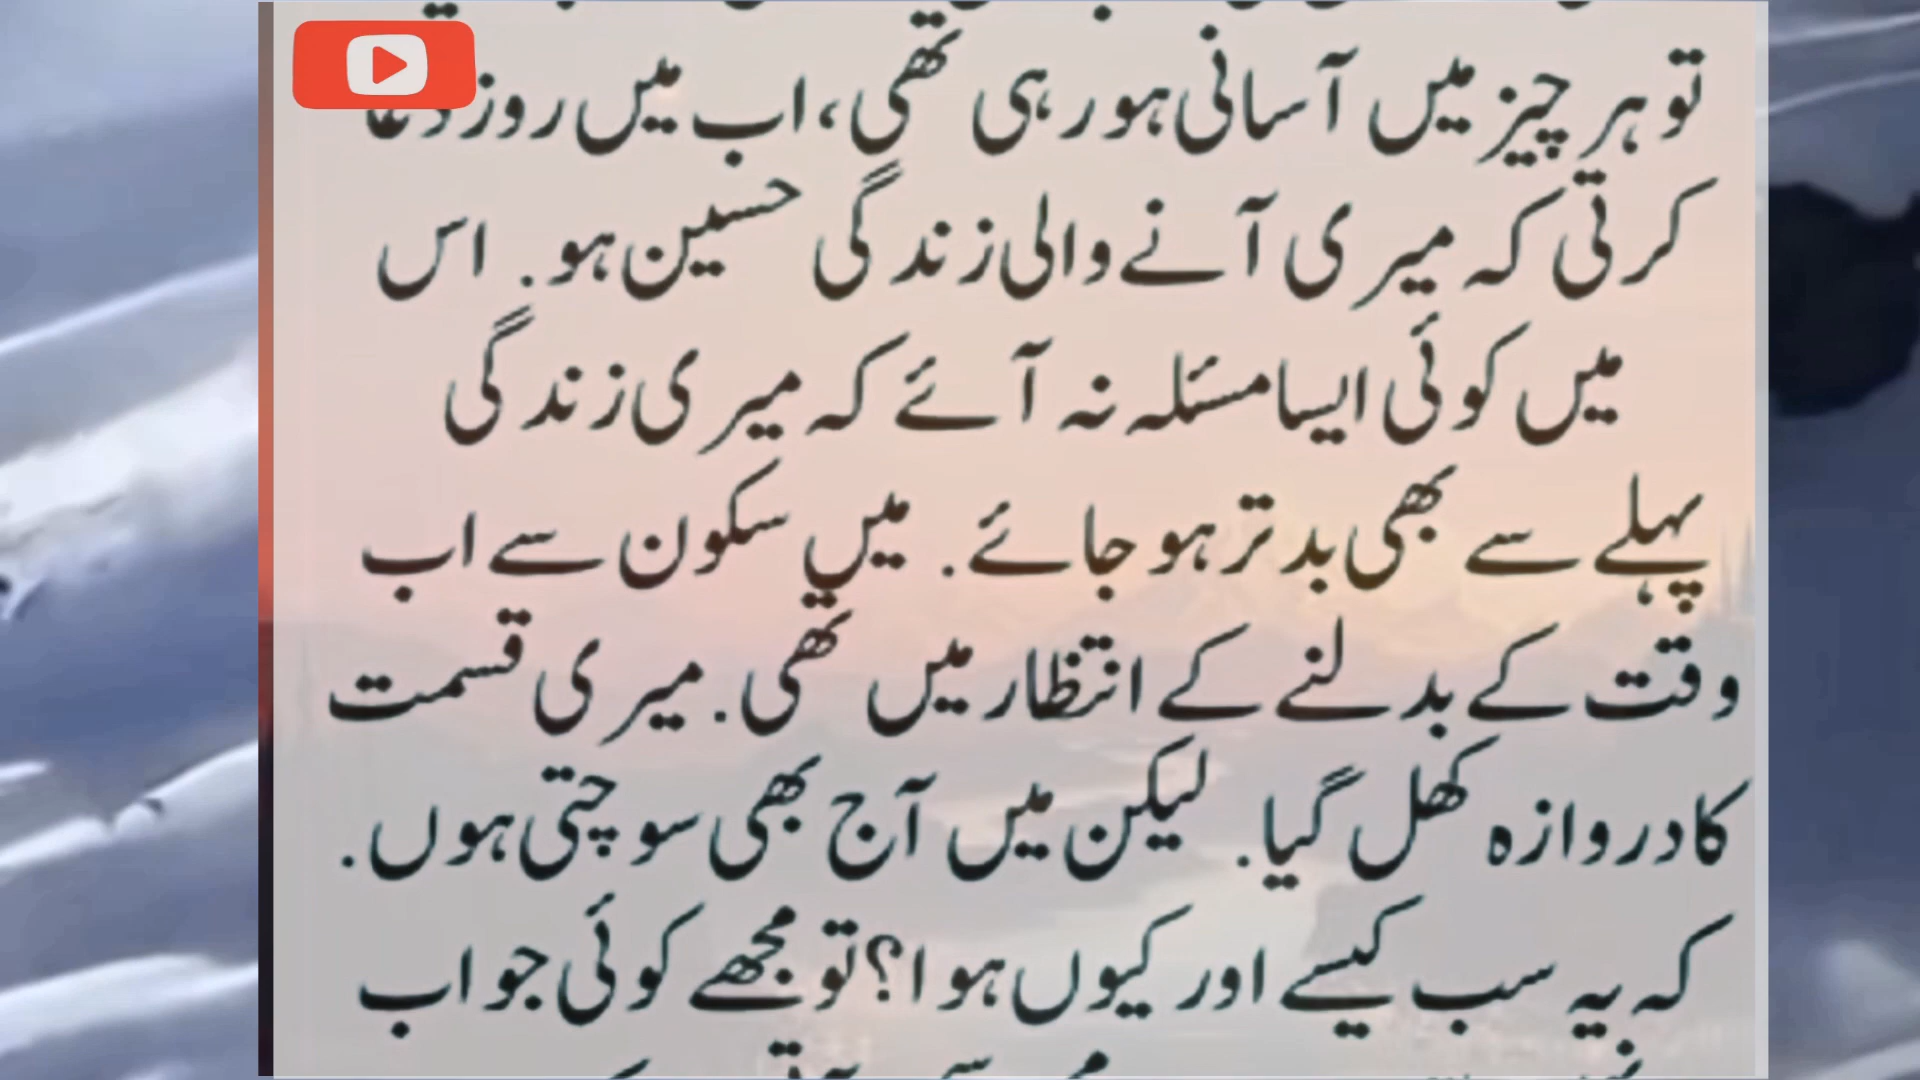 تو ہر چیز میں آسانی ہو رہی تھی، اب میں روز دعا
کرتی کہ میری آنے والی زندگی حسین ہو. اس
میں کوئی ایسا مسئلہ نہ آئے کہ میری زندگی
پہلے سے بھی بدتر ہو جائے. میں سکون سے اب
وقت کے بدلنے کے انتظار میں تھی. میری قسمت
کا دروازہ کھل گیا. لیکن میں آج بھی سوچتی ہوں.
کہ یہ سب کیسے اور کیوں ہوا؟ تو مجھے کوئی جواب